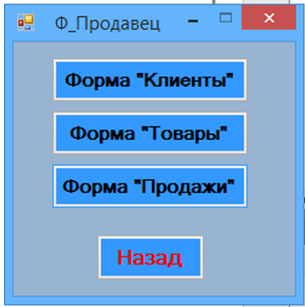 Ф_Продавец
Форма "Клиенты"
Форма "Товары"
Форма "Продажи"
Назад